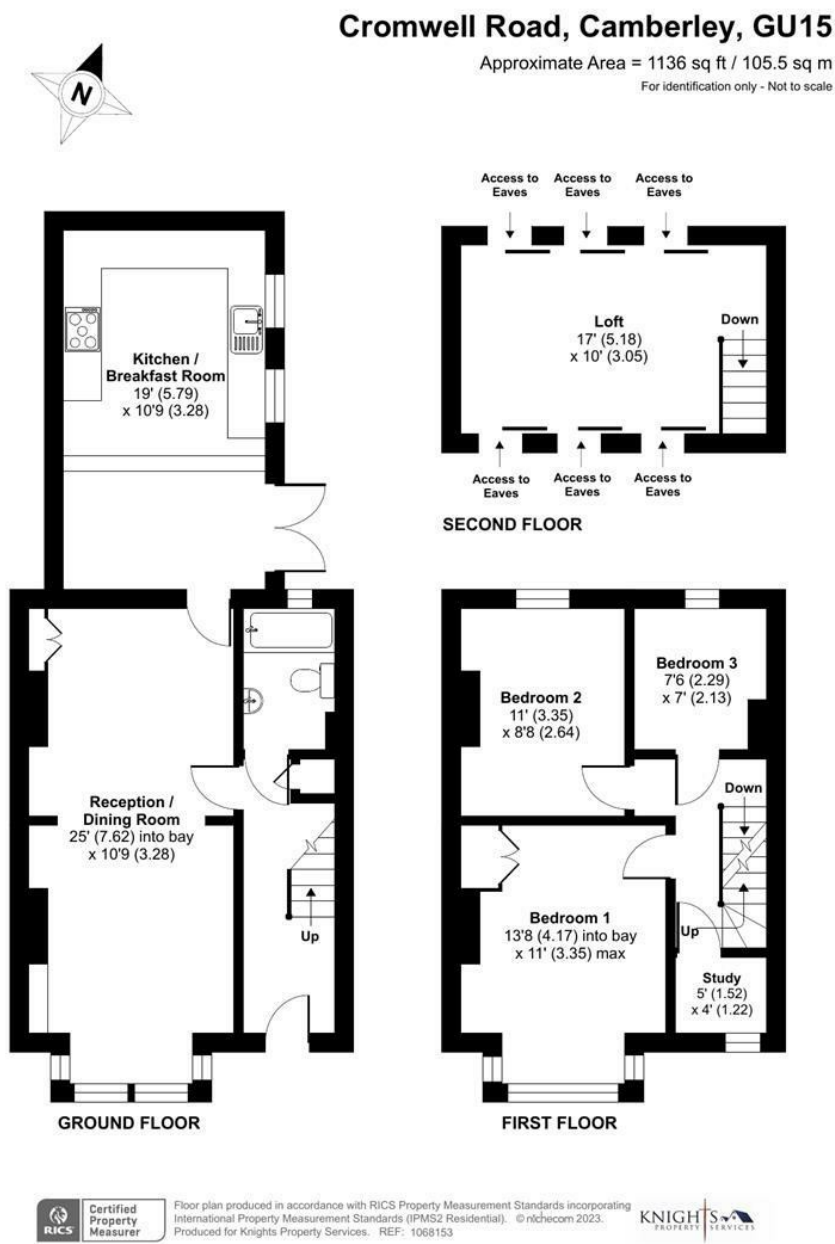 Cromwell Road, Camberley, GU15
Approximate Area = 1136 sq ft / 105.5 sq m
For identification only - Not to scale
N
Access to
Eaves
Access to
Eaves
Access to
Eaves
Loft
17' (5.18)
x 10' (3.05)
Down
Access to
Eaves
Access to
Eaves
Access to
Eaves
SECOND FLOOR
Kitchen /
Breakfast Room
19' (5.79)
x 10'9 (3.28)
Reception /
Dining Room
25' (7.62) into bay
x 10'9 (3.28)
Up
GROUND FLOOR
Bedroom 2
11' (3.35)
x 8'8 (2.64)
Bedroom 3
7'6 (2.29)
x 7' (2.13)
Down
Bedroom 1
13'8 (4.17) into bay
x 11' (3.35) max
Up
Study
5' (1.52)
x 4' (1.22)
FIRST FLOOR
RICS
Certified
Property
Measurer
Floor plan produced in accordance with RICS Property Measurement Standards incorporating
International Property Measurement Standards (IPMS2 Residential). © nichecom 2023.
Produced for Knights Property Services. REF: 1068153
KNIGHTS
PROPERTY SERVICES